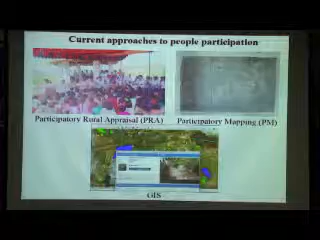 Current approaches to people participation
Participatory Rural Appraisal (PRA)
Participatory Mapping (PM)
GIS